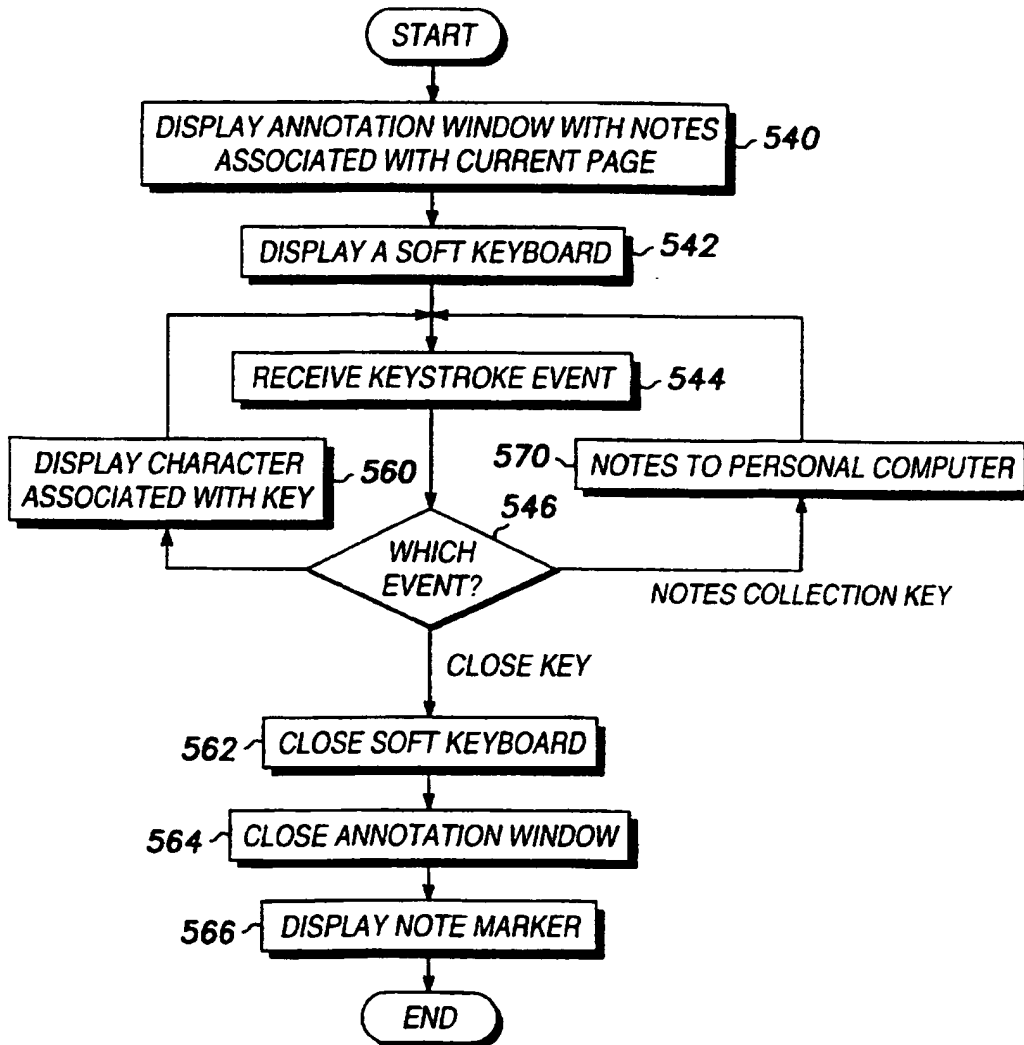 START
DISPLAY ANNOTATION WINDOW WITH NOTES
ASSOCIATED WITH CURRENT PAGE
540
DISPLAY A SOFT KEYBOARD
542
RECEIVE KEYSTROKE EVENT
544
DISPLAY CHARACTER
ASSOCIATED WITH KEY
560
570
NOTES TO PERSONAL COMPUTER
546
WHICH
EVENT?
NOTES COLLECTION KEY
CLOSE KEY
562
CLOSE SOFT KEYBOARD
564
CLOSE ANNOTATION WINDOW
566
DISPLAY NOTE MARKER
END